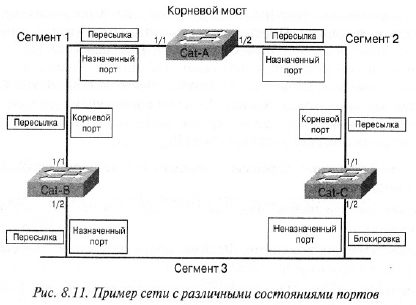 Корневой мост
Сегмент 1
Пересылка
1/1
1/2
Пересылка
Сегмент 2
Назначенный
порт
Cat-A
Назначенный
порт
Пересылка
Корневой
порт
Корневой
порт
Пересылка
1/1
1/1
Cat-B
Cat-C
1/2
1/2
Пересылка
Назначенный
порт
Неназначенный
порт
Блокировка
Сегмент 3
Рис. 8.11. Пример сети с различными состояниями портов